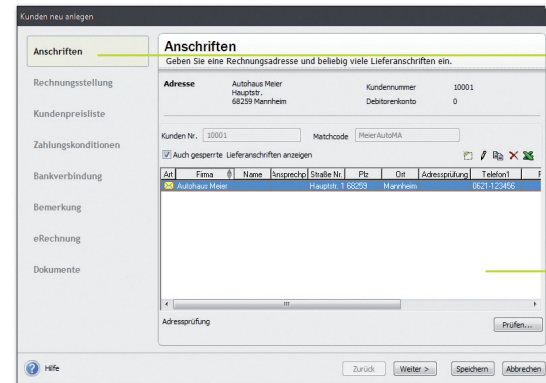 Kunden neu anlegen
Anschriften
Rechnungsstellung
Kundenpreisliste
Zahlungskonditionen
Bankverbindung
Bemerkung
eRechnung
Dokumente
Anschriften
Geben Sie eine Rechnungsadresse und beliebig viele Lieferanschriften ein.
Adresse Autohaus Meier
Hauptstr.
68259 Mannheim
Kundennummer 10001
Debitorenkonto 0
Kunden Nr. 10001 Matchcode MeierAutoMA
Auch gesperrte Lieferanschriften anzeigen
Art Firma Name Ansprechp Straße Nr. Plz Ort Adressprüfung Telefon1 F
Autohaus Meier Hauptstr. 1 68259 Mannheim 0621-123456
Adressprüfung
Prüfen...
Hilfe Zurück Weiter > Speichern Abbrechen